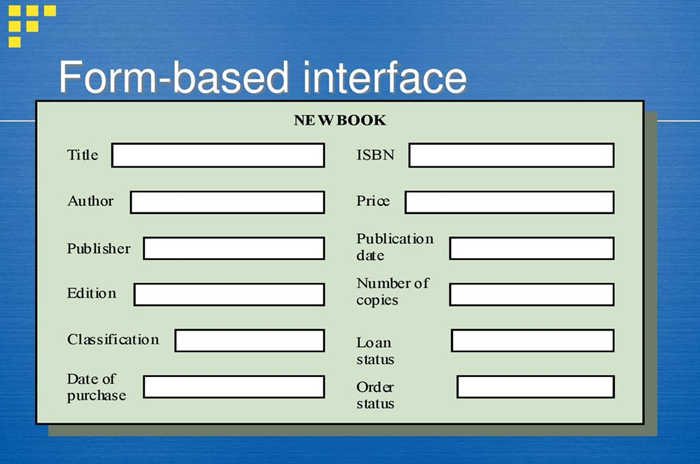 Form-based interface
NEW BOOK
Title
ISBN
Author
Price
Publisher
Publication
date
Edition
Number of
copies
Classification
Loan
status
Date of
purchase
Order
status